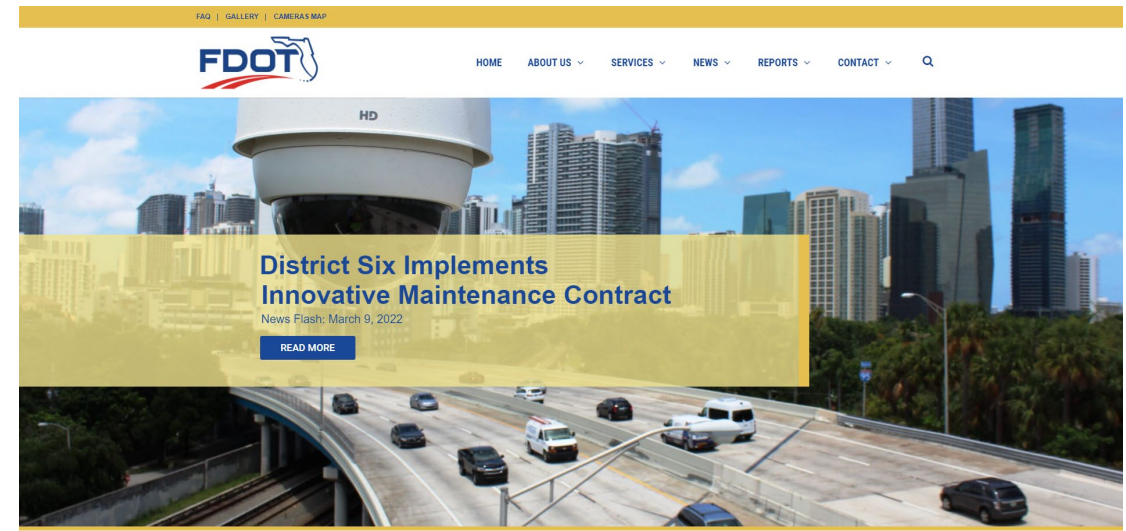 FAQ | GALLERY | CAMERAS MAP
FDOT
HOME ABOUT US SERVICES NEWS REPORTS CONTACT
HD
District Six Implements
Innovative Maintenance Contract
News Flash: March 9, 2022
READ MORE